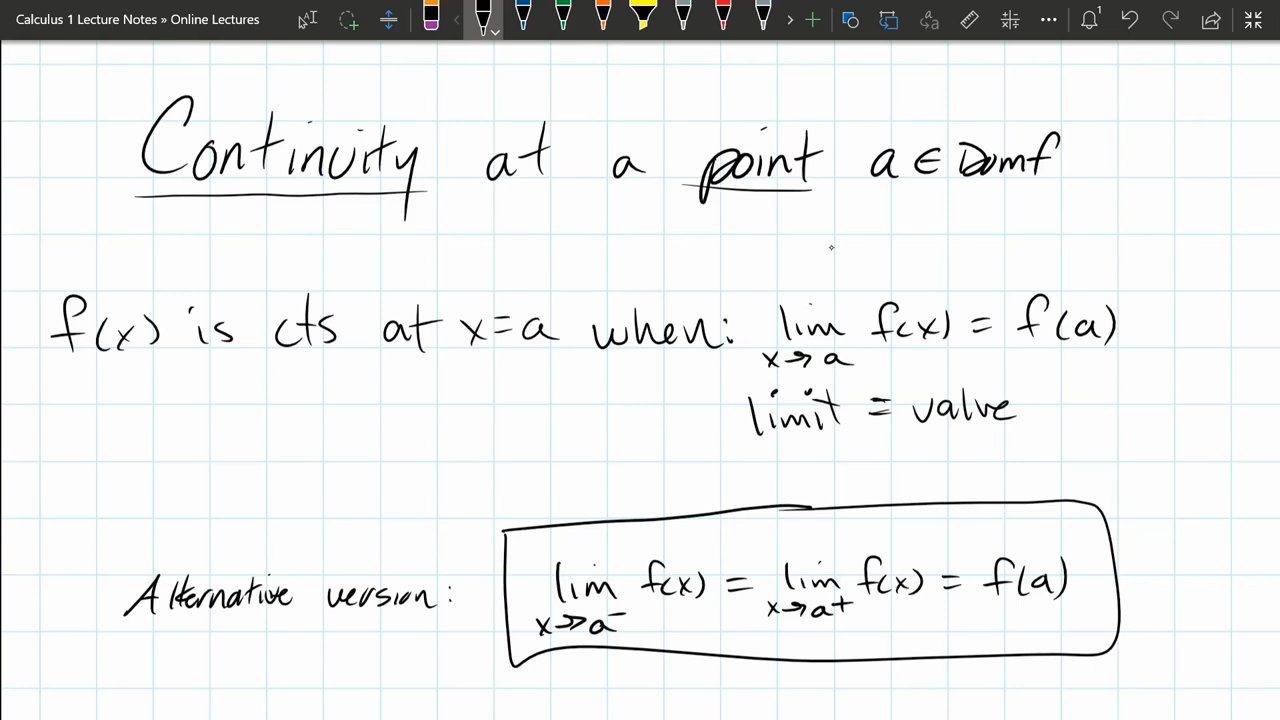 Calculus 1 Lecture Notes » Online Lectures
Continuity at a point a ∈ Domf
f(x) is cts at x=a when: lim f(x) = f(a)
x→a
limit = value
Alternative version: lim f(x) = lim f(x) = f(a)
x→a⁻ x→a⁺